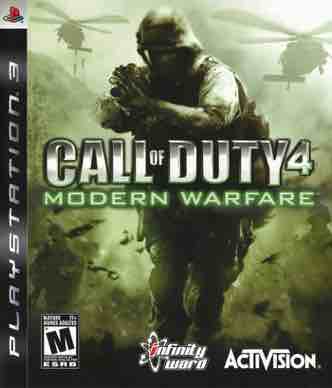 PLAYSTATION 3
CALL OF DUTY 4
MODERN WARFARE
MATURE 17+
M
ESRB
Infinity Ward
ACTIVISION